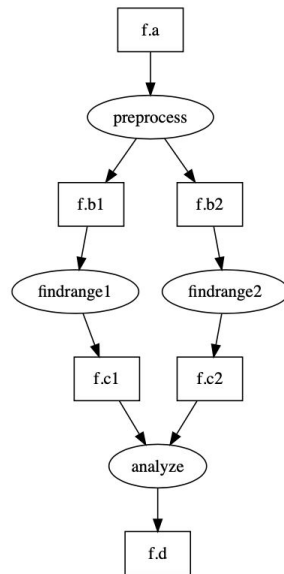 f.a
preprocess
f.b1 f.b2
findrange1 findrange2
f.c1 f.c2
analyze
f.d